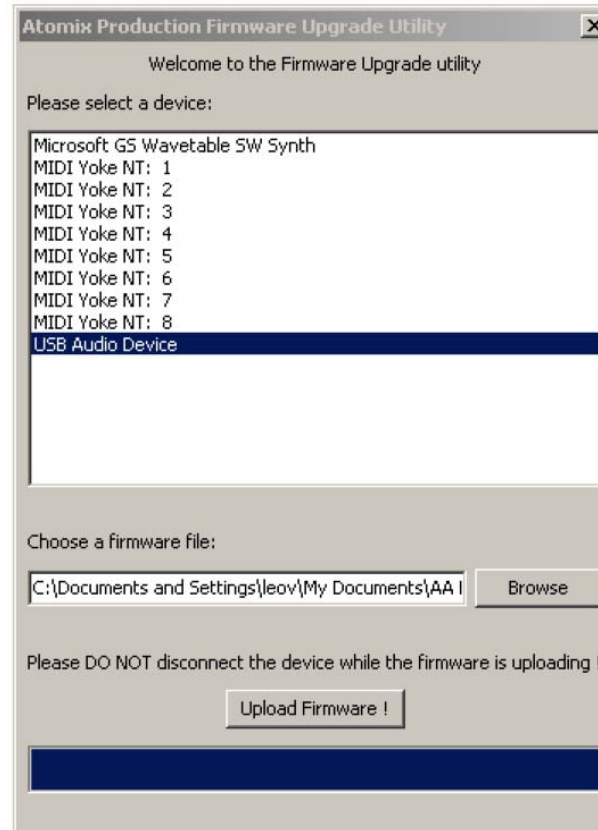 Atomix Production Firmware Upgrade Utility
Welcome to the Firmware Upgrade utility
Please select a device:
Microsoft GS Wavetable SW Synth
MIDI Yoke NT: 1
MIDI Yoke NT: 2
MIDI Yoke NT: 3
MIDI Yoke NT: 4
MIDI Yoke NT: 5
MIDI Yoke NT: 6
MIDI Yoke NT: 7
MIDI Yoke NT: 8
USB Audio Device
Choose a firmware file:
C:\Documents and Settings\leov\My Documents\AA
Browse
Please DO NOT disconnect the device while the firmware is uploading !
Upload Firmware !